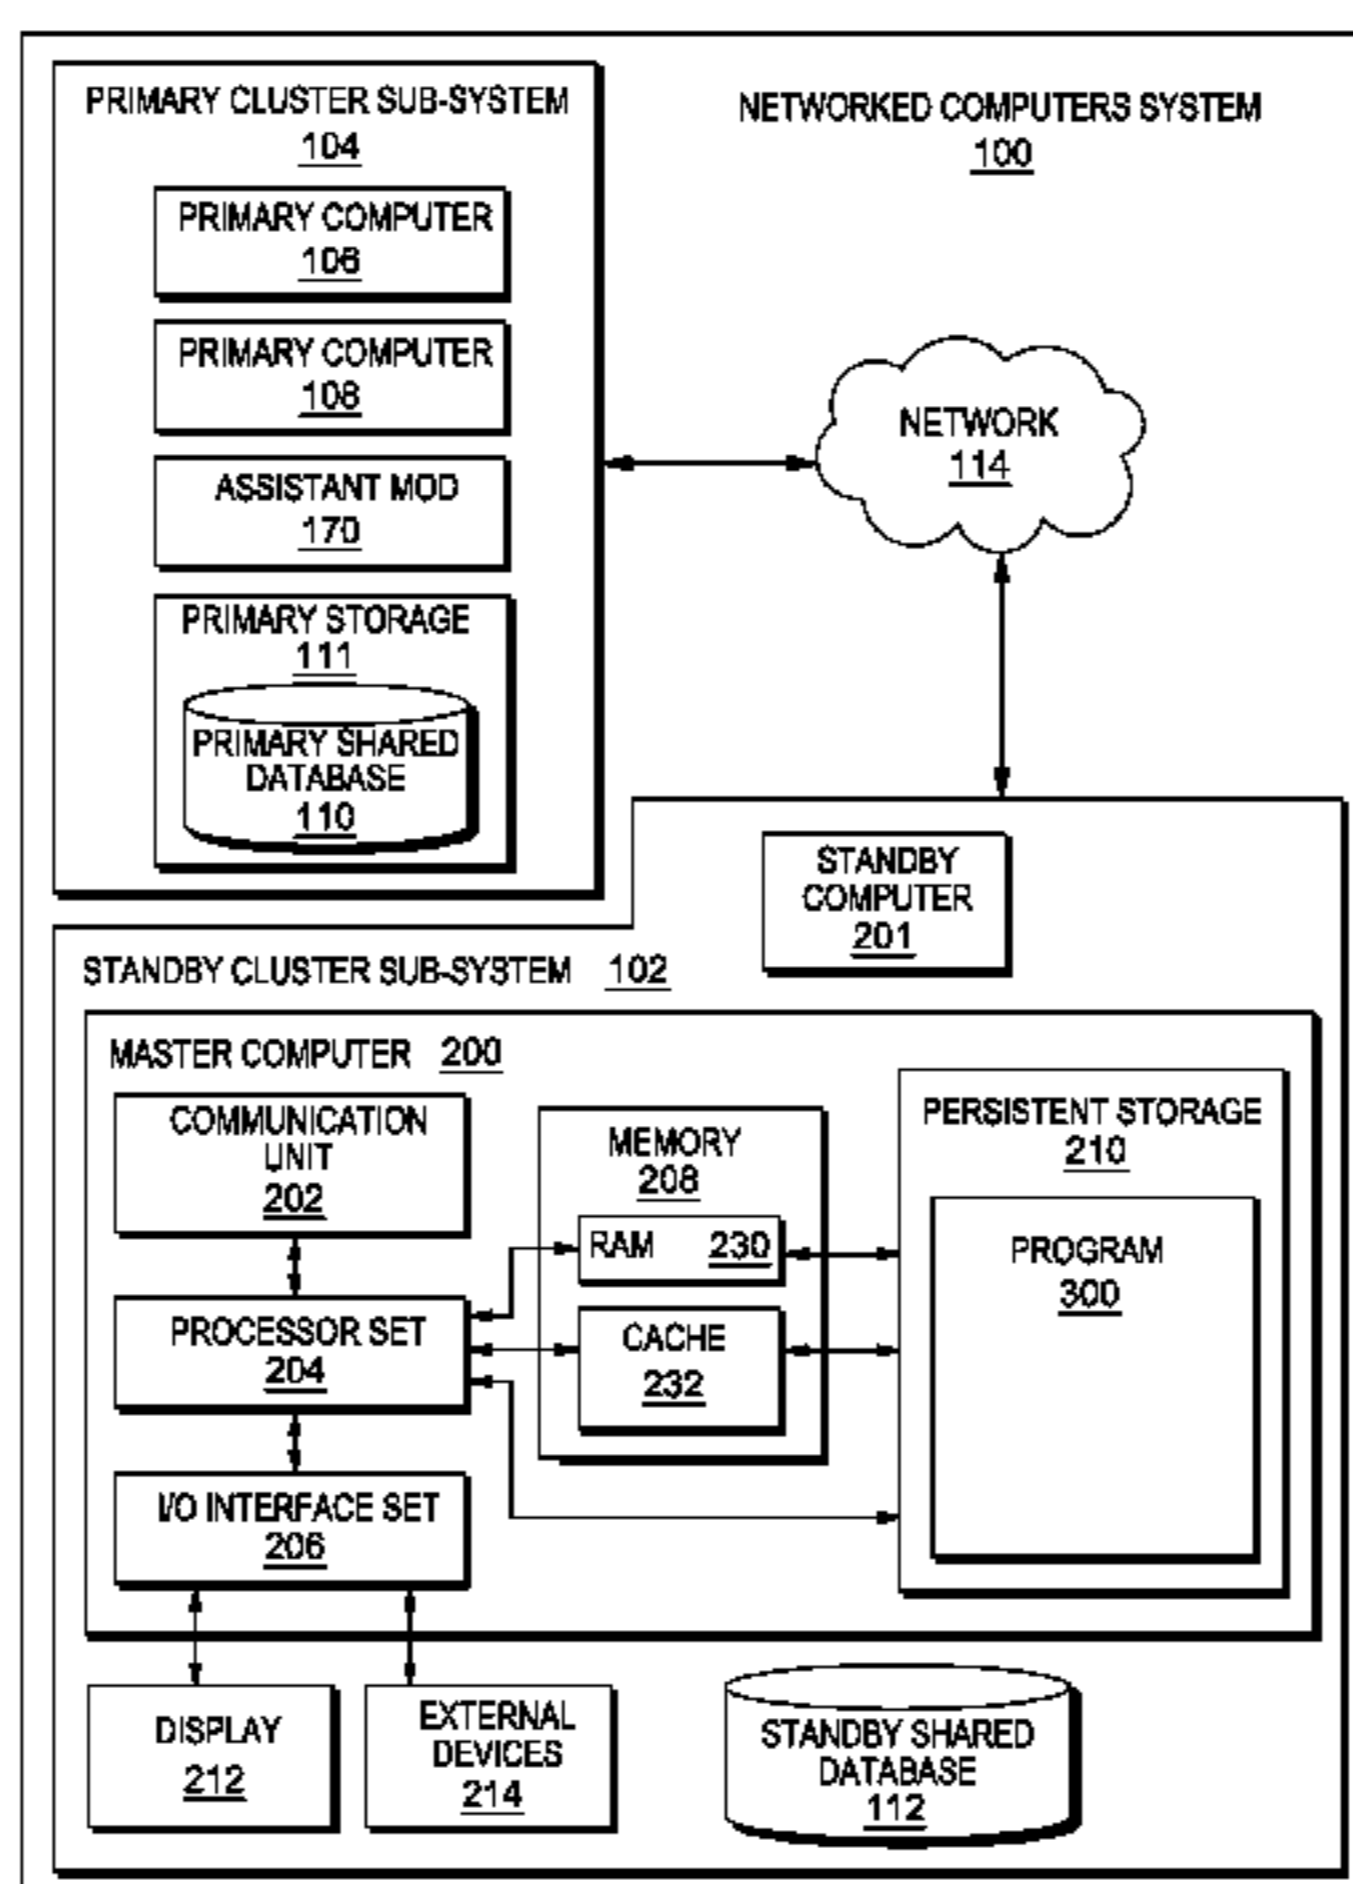 PRIMARY CLUSTER SUB-SYSTEM
104
PRIMARY COMPUTER
106
PRIMARY COMPUTER
108
ASSISTANT MOD
170
PRIMARY STORAGE
111
PRIMARY SHARED
DATABASE
110
NETWORKED COMPUTERS SYSTEM
100
NETWORK
114
STANDBY
COMPUTER
201
STANDBY CLUSTER SUB-SYSTEM 102
MASTER COMPUTER 200
COMMUNICATION
UNIT
202
PROCESSOR SET
204
I/O INTERFACE SET
206
MEMORY
208
RAM 230
CACHE
232
PERSISTENT STORAGE
210
PROGRAM
300
DISPLAY
212
EXTERNAL
DEVICES
214
STANDBY SHARED
DATABASE
112